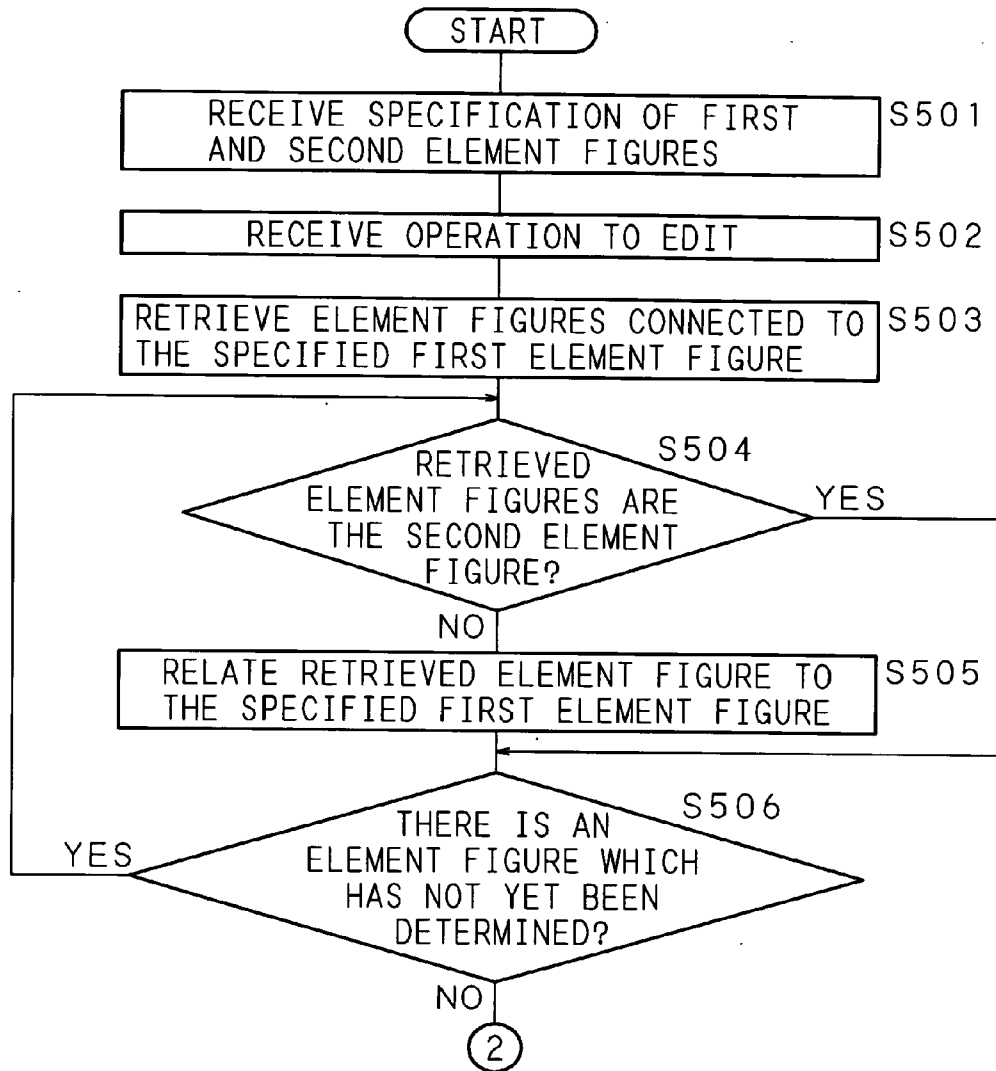 START
RECEIVE SPECIFICATION OF FIRST
AND SECOND ELEMENT FIGURES
S501
RECEIVE OPERATION TO EDIT
S502
RETRIEVE ELEMENT FIGURES CONNECTED TO
THE SPECIFIED FIRST ELEMENT FIGURE
S503
S504
RETRIEVED
ELEMENT FIGURES ARE
THE SECOND ELEMENT
FIGURE?
YES
NO
RELATE RETRIEVED ELEMENT FIGURE TO
THE SPECIFIED FIRST ELEMENT FIGURE
S505
S506
THERE IS AN
ELEMENT FIGURE WHICH
HAS NOT YET BEEN
DETERMINED?
YES
NO
2